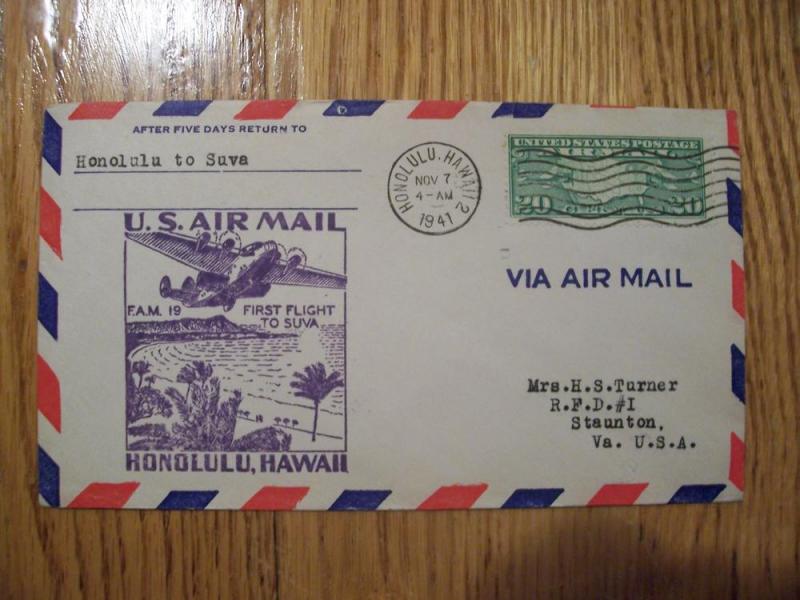 AFTER FIVE DAYS RETURN TO
Honolulu to Suva
HONOLULU, HAWAII 2
NOV 7
4-AM
1941
UNITED STATES POSTAGE
20 20
U.S. AIR MAIL
F.A.M. 19 FIRST FLIGHT
TO SUVA
HONOLULU, HAWAII
VIA AIR MAIL
Mrs.H.S.Turner
R.F.D.#I
Staunton,
Va. U.S.A.